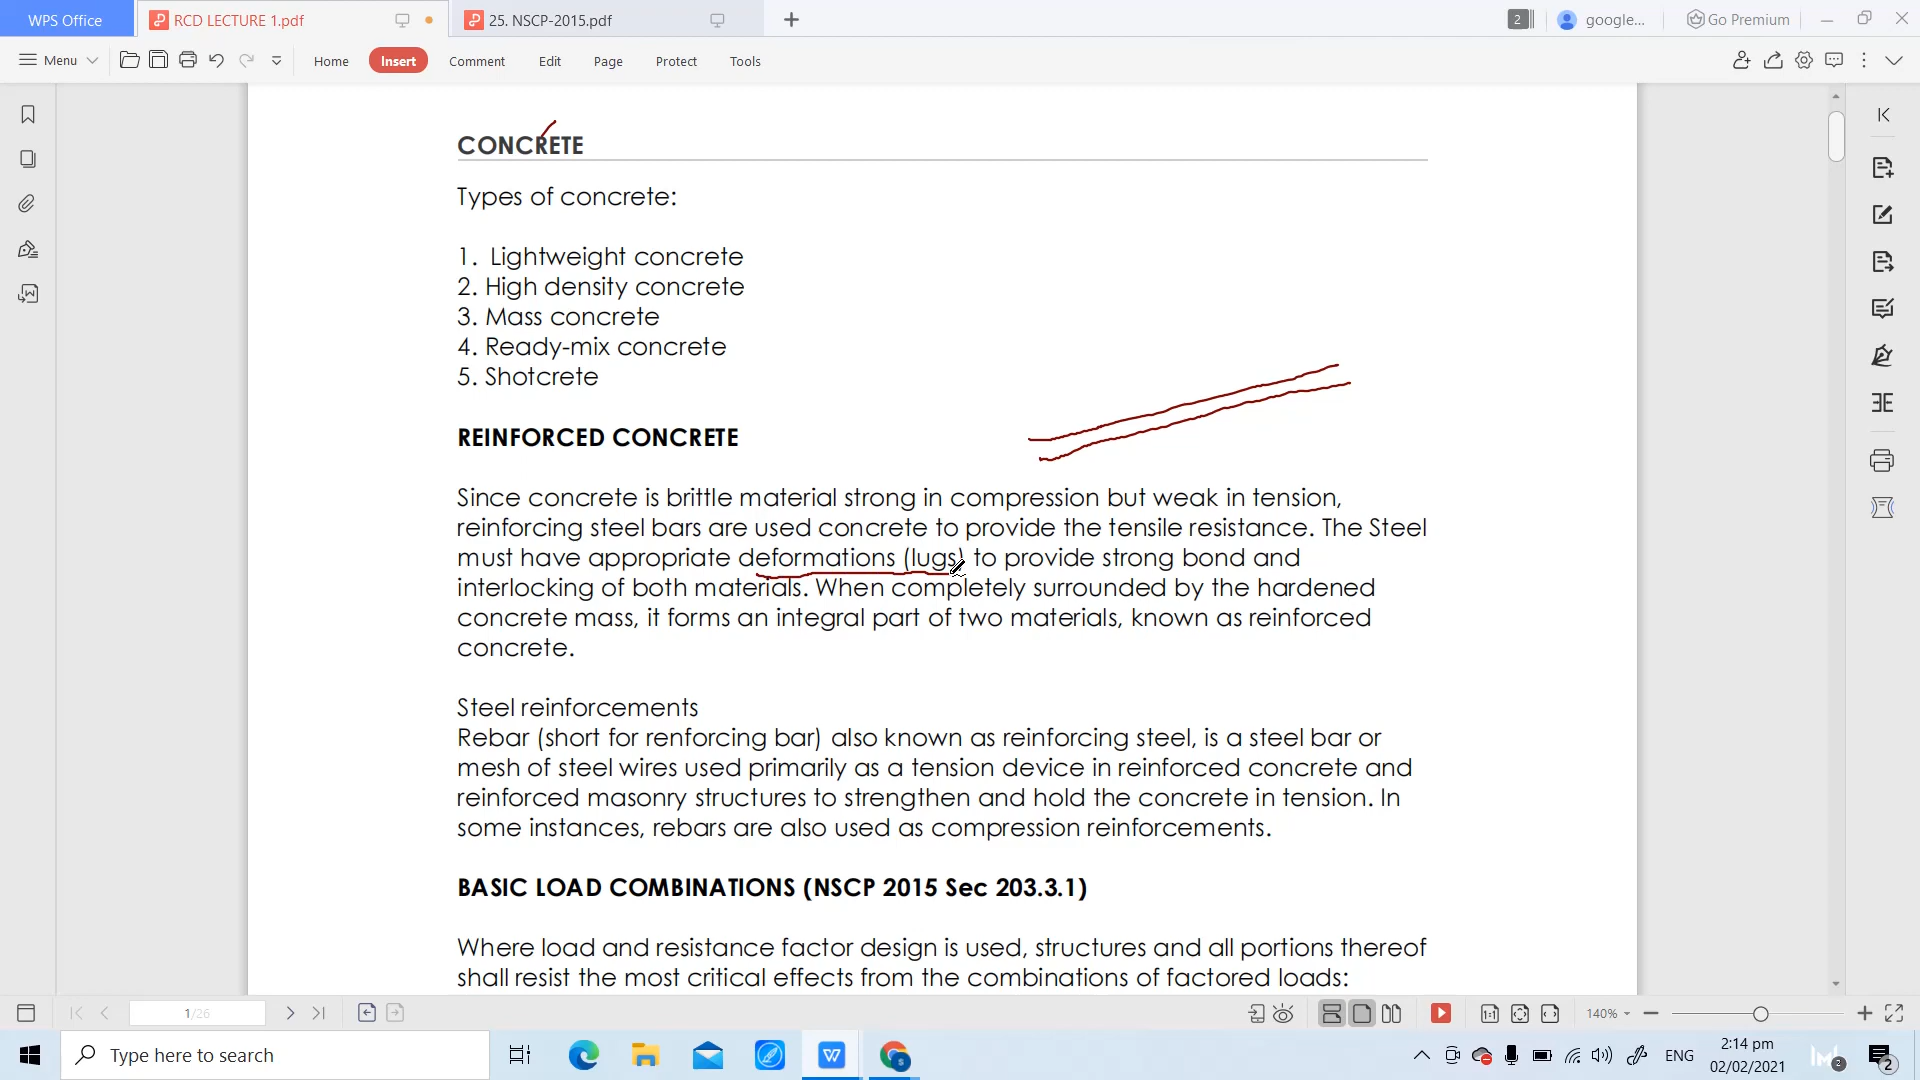 WPS Office
RCD LECTURE 1.pdf
25. NSCP-2015.pdf
2
google...
Go Premium
Menu
Home
Insert
Comment
Edit
Page
Protect
Tools
CONCRETE
Types of concrete:
1. Lightweight concrete
2. High density concrete
3. Mass concrete
4. Ready-mix concrete
5. Shotcrete
REINFORCED CONCRETE
Since concrete is brittle material strong in compression but weak in tension,
reinforcing steel bars are used concrete to provide the tensile resistance. The Steel
must have appropriate deformations (lugs) to provide strong bond and
interlocking of both materials. When completely surrounded by the hardened
concrete mass, it forms an integral part of two materials, known as reinforced
concrete.
Steel reinforcements
Rebar (short for renforcing bar) also known as reinforcing steel, is a steel bar or
mesh of steel wires used primarily as a tension device in reinforced concrete and
reinforced masonry structures to strengthen and hold the concrete in tension. In
some instances, rebars are also used as compression reinforcements.
BASIC LOAD COMBINATIONS (NSCP 2015 Sec 203.3.1)
Where load and resistance factor design is used, structures and all portions thereof
shall resist the most critical effects from the combinations of factored loads:
1/26
1:1
140%
Type here to search
ENG
2:14 pm
02/02/2021
2
2